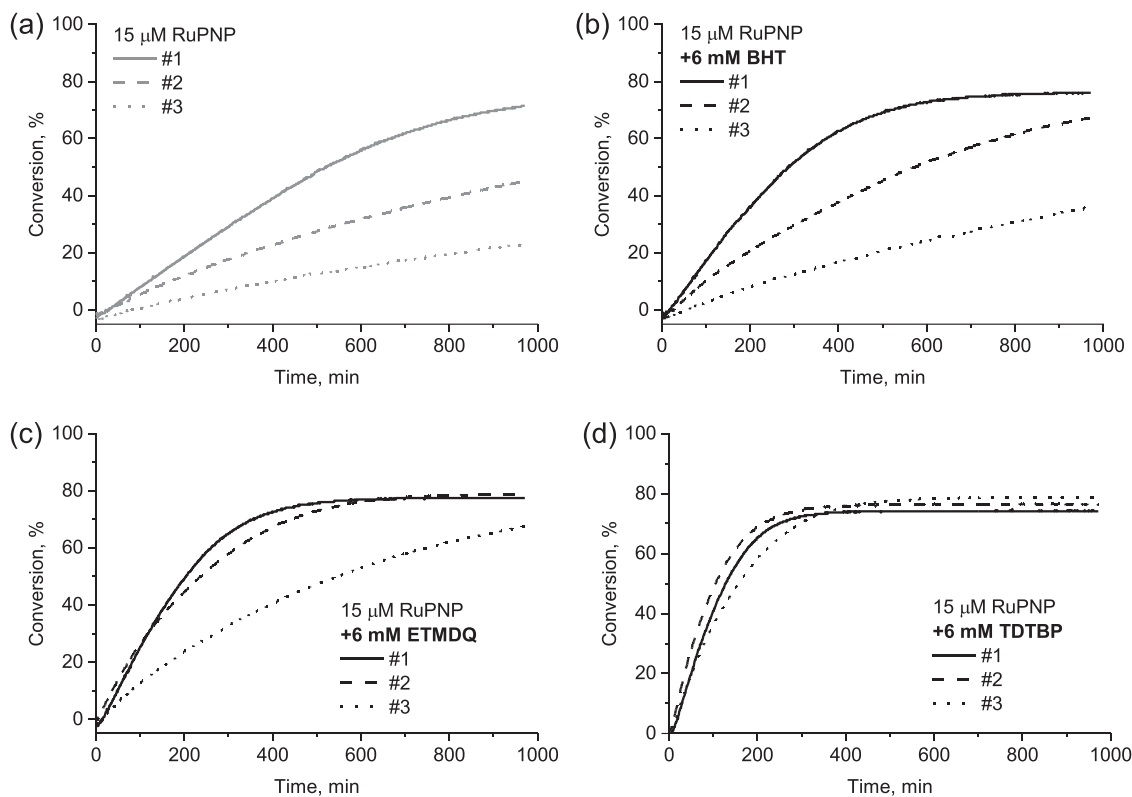 (a)
15 μM RuPNP
#1
#2
#3
Conversion, %
100
80
60
40
20
0
0 200 400 600 800 1000
Time, min
(b)
15 μM RuPNP
+6 mM BHT
#1
#2
#3
Conversion, %
100
80
60
40
20
0
0 200 400 600 800 1000
Time, min
(c)
Conversion, %
100
80
60
40
20
0
15 μM RuPNP
+6 mM ETMDQ
#1
#2
#3
0 200 400 600 800 1000
Time, min
(d)
Conversion, %
100
80
60
40
20
0
15 μM RuPNP
+6 mM TDTBP
#1
#2
#3
0 200 400 600 800 1000
Time, min